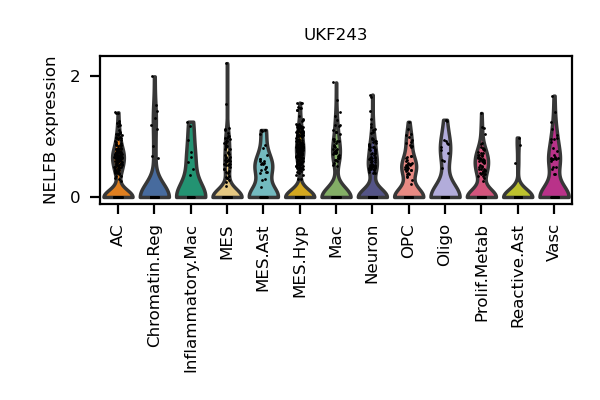 UKF243
NELFB expression
2
0
AC
Chromatin.Reg
Inflammatory.Mac
MES
MES.Ast
MES.Hyp
Mac
Neuron
OPC
Oligo
Prolif.Metab
Reactive.Ast
Vasc